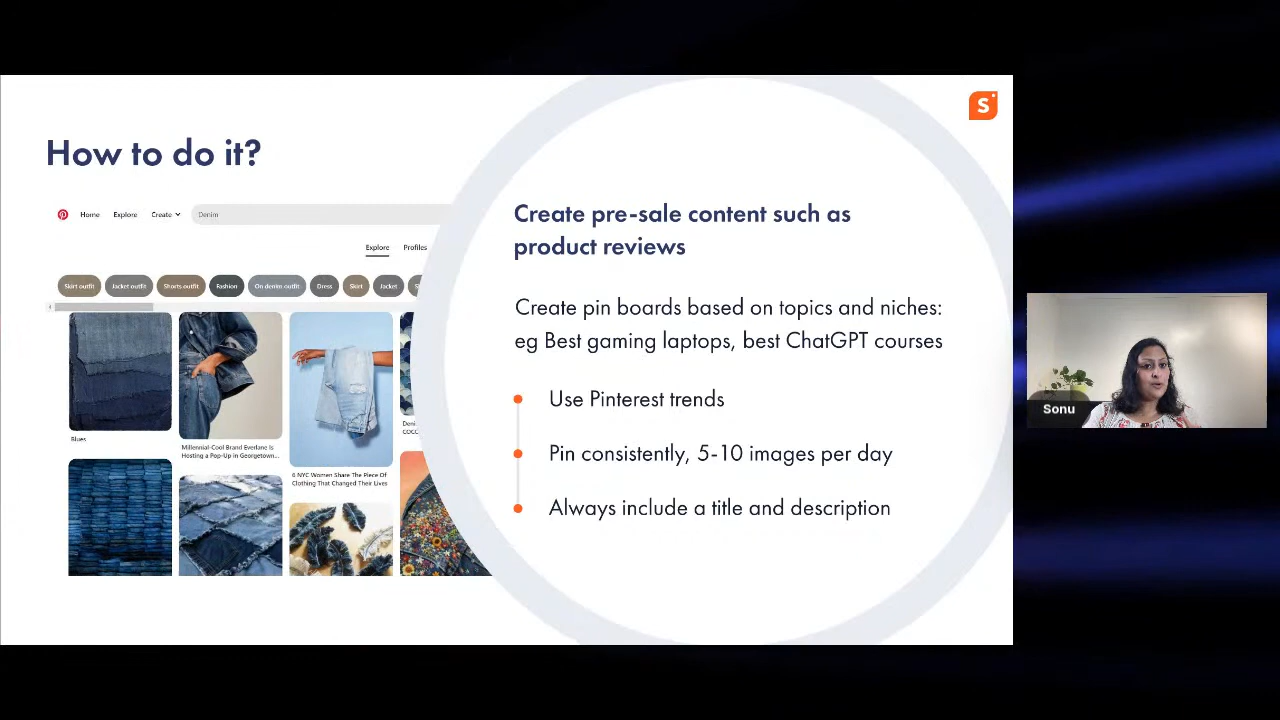 S
How to do it?
Home Explore Create
Denim
Explore Profiles
Skirt outfit Jacket outfit Shorts outfit Fashion On denim outfit Dress Skirt Jacket
Blues
Millennial-Cool Brand Everlane Is
Hosting a Pop-Up in Georgetown...
6 NYC Women Share The Piece Of
Clothing That Changed Their Lives
Create pre-sale content such as
product reviews
Create pin boards based on topics and niches:
eg Best gaming laptops, best ChatGPT courses
Use Pinterest trends
Pin consistently, 5-10 images per day
Always include a title and description
Sonu